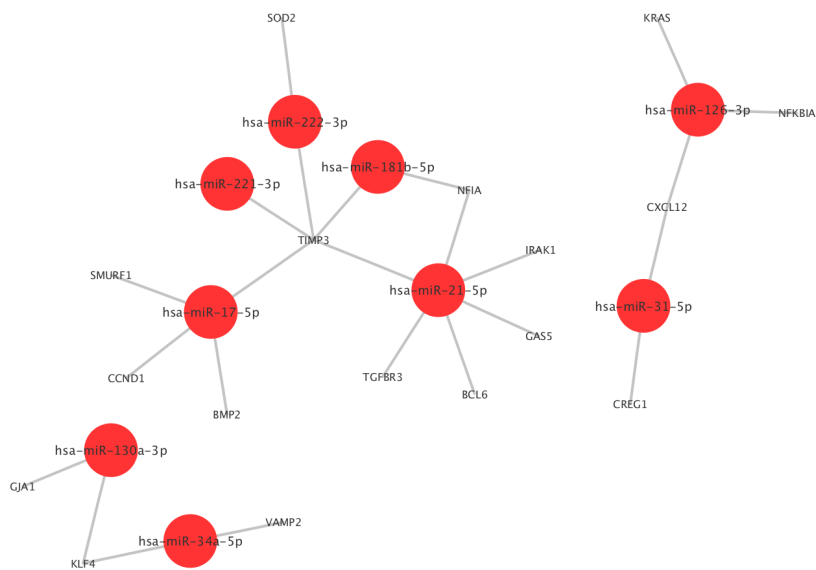 SOD2
KRAS
hsa-miR-222-3p
hsa-miR-126-3p
NFKBIA
hsa-miR-181b-5p
hsa-miR-221-3p
NFIA
CXCL12
TIMP3
IRAK1
SMURF1
hsa-miR-21-5p
hsa-miR-17-5p
hsa-miR-31-5p
GAS5
CCND1
TGFBR3
BCL6
CREG1
BMP2
hsa-miR-130a-3p
GJA1
VAMP2
hsa-miR-34a-5p
KLF4